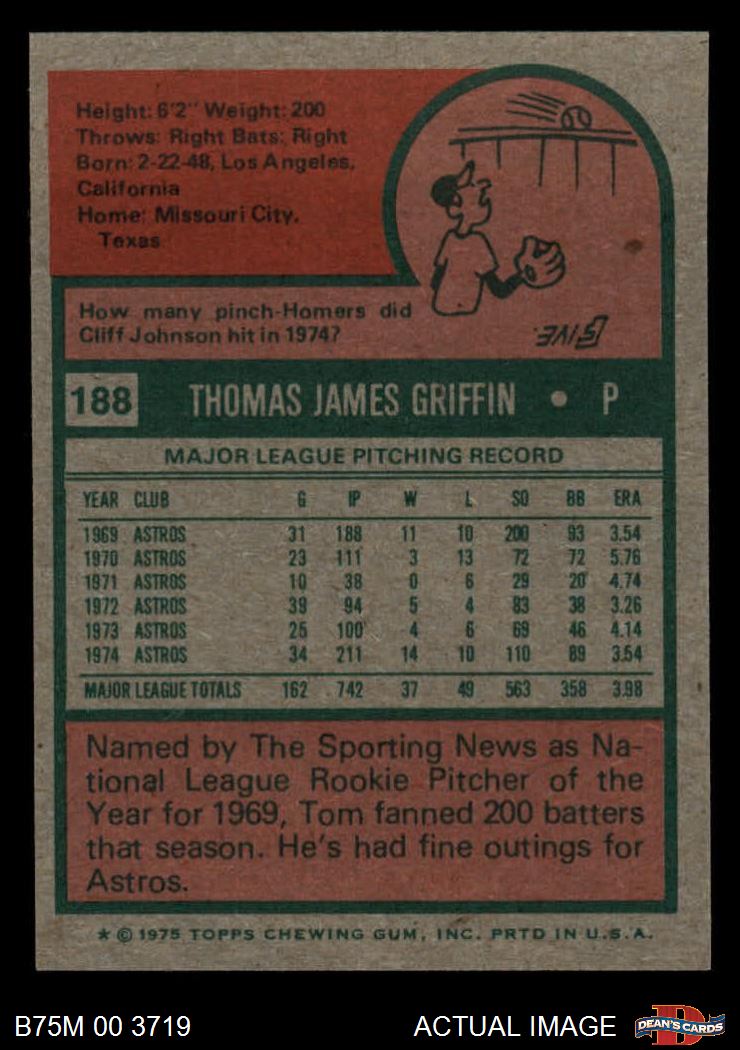 Height: 6'2" Weight: 200
Throws: Right Bats: Right
Born: 2-22-48, Los Angeles,
California
Home: Missouri City,
Texas
How many pinch-Homers did
Cliff Johnson hit in 1974?
FIVE.
188 THOMAS JAMES GRIFFIN • P
MAJOR LEAGUE PITCHING RECORD
YEAR CLUB G IP W L SO BB ERA
1969 ASTROS 31 188 11 10 200 93 3.54
1970 ASTROS 23 111 3 13 72 72 5.76
1971 ASTROS 10 38 0 6 29 20 4.74
1972 ASTROS 39 94 5 4 83 38 3.26
1973 ASTROS 25 100 4 6 69 46 4.14
1974 ASTROS 34 211 14 10 110 89 3.54
MAJOR LEAGUE TOTALS 162 742 37 49 563 358 3.98
Named by The Sporting News as Na-
tional League Rookie Pitcher of the
Year for 1969, Tom fanned 200 batters
that season. He's had fine outings for
Astros.
★ © 1975 TOPPS CHEWING GUM, INC. PRTD IN U.S.A.
B75M 00 3719 ACTUAL IMAGE DEAN'S CARDS